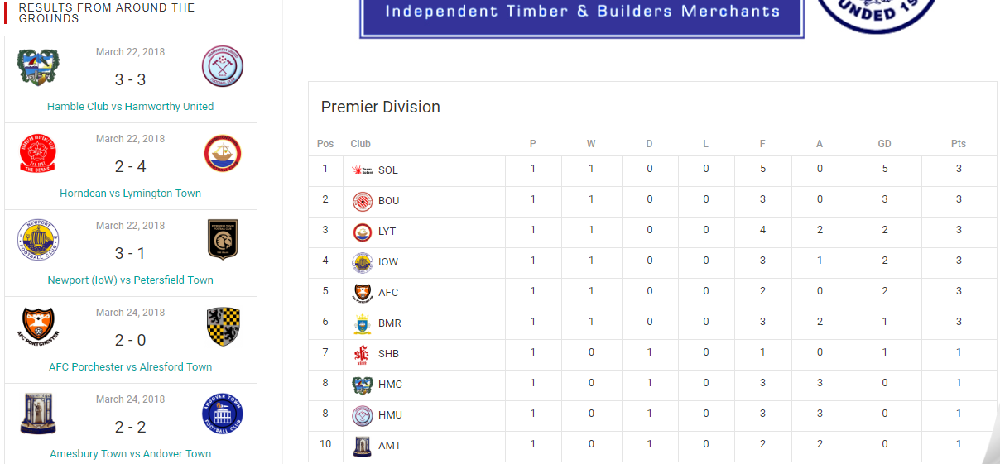 RESULTS FROM AROUND THE
GROUNDS
March 22, 2018
3 - 3
Hamble Club vs Hamworthy United
March 22, 2018
2 - 4
Horndean vs Lymington Town
March 22, 2018
3 - 1
Newport (IoW) vs Petersfield Town
March 24, 2018
2 - 0
AFC PORTCHESTER
AFC Porchester vs Alresford Town
March 24, 2018
2 - 2
ANDOVER TOWN
FOOTBALL CLUB
Amesbury Town vs Andover Town
Independent Timber & Builders Merchants
Premier Division
Pos Club P W D L F A GD Pts
1 SOL 1 1 0 0 5 0 5 3
2 BOU 1 1 0 0 3 0 3 3
3 LYT 1 1 0 0 4 2 2 3
4 IOW 1 1 0 0 3 1 2 3
5 AFC 1 1 0 0 2 0 2 3
6 BMR 1 1 0 0 3 2 1 3
7 SHB 1 0 1 0 1 0 1 1
8 HMC 1 0 1 0 3 3 0 1
8 HMU 1 0 1 0 3 3 0 1
10 AMT 1 0 1 0 2 2 0 1